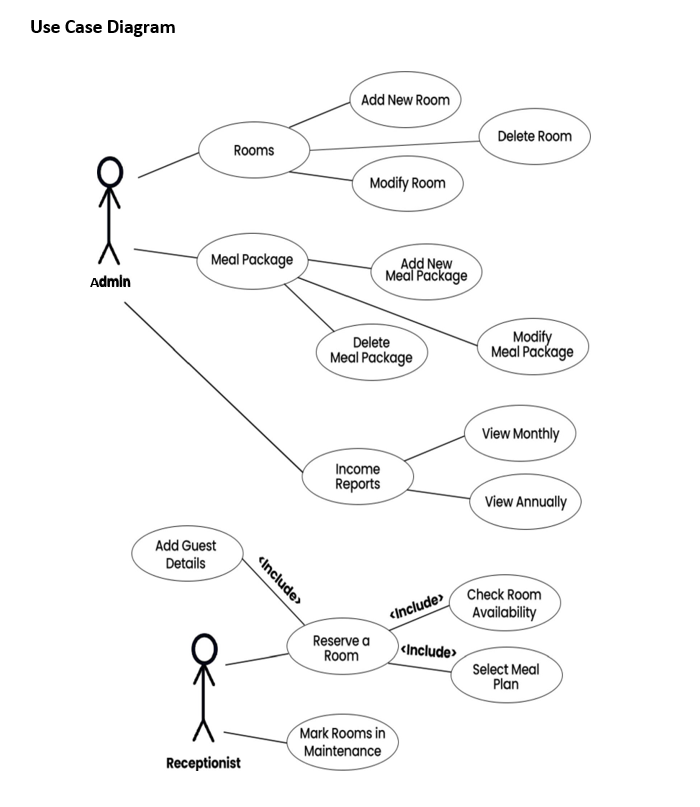 Use Case Diagram
Add New Room
Delete Room
Rooms
Modify Room
Admin
Meal Package
Add New
Meal Package
Delete
Meal Package
Modify
Meal Package
View Monthly
Income
Reports
View Annually
Add Guest
Details
<Include>
<Include>
Check Room
Availability
Reserve a
Room
<Include>
Select Meal
Plan
Receptionist
Mark Rooms in
Maintenance